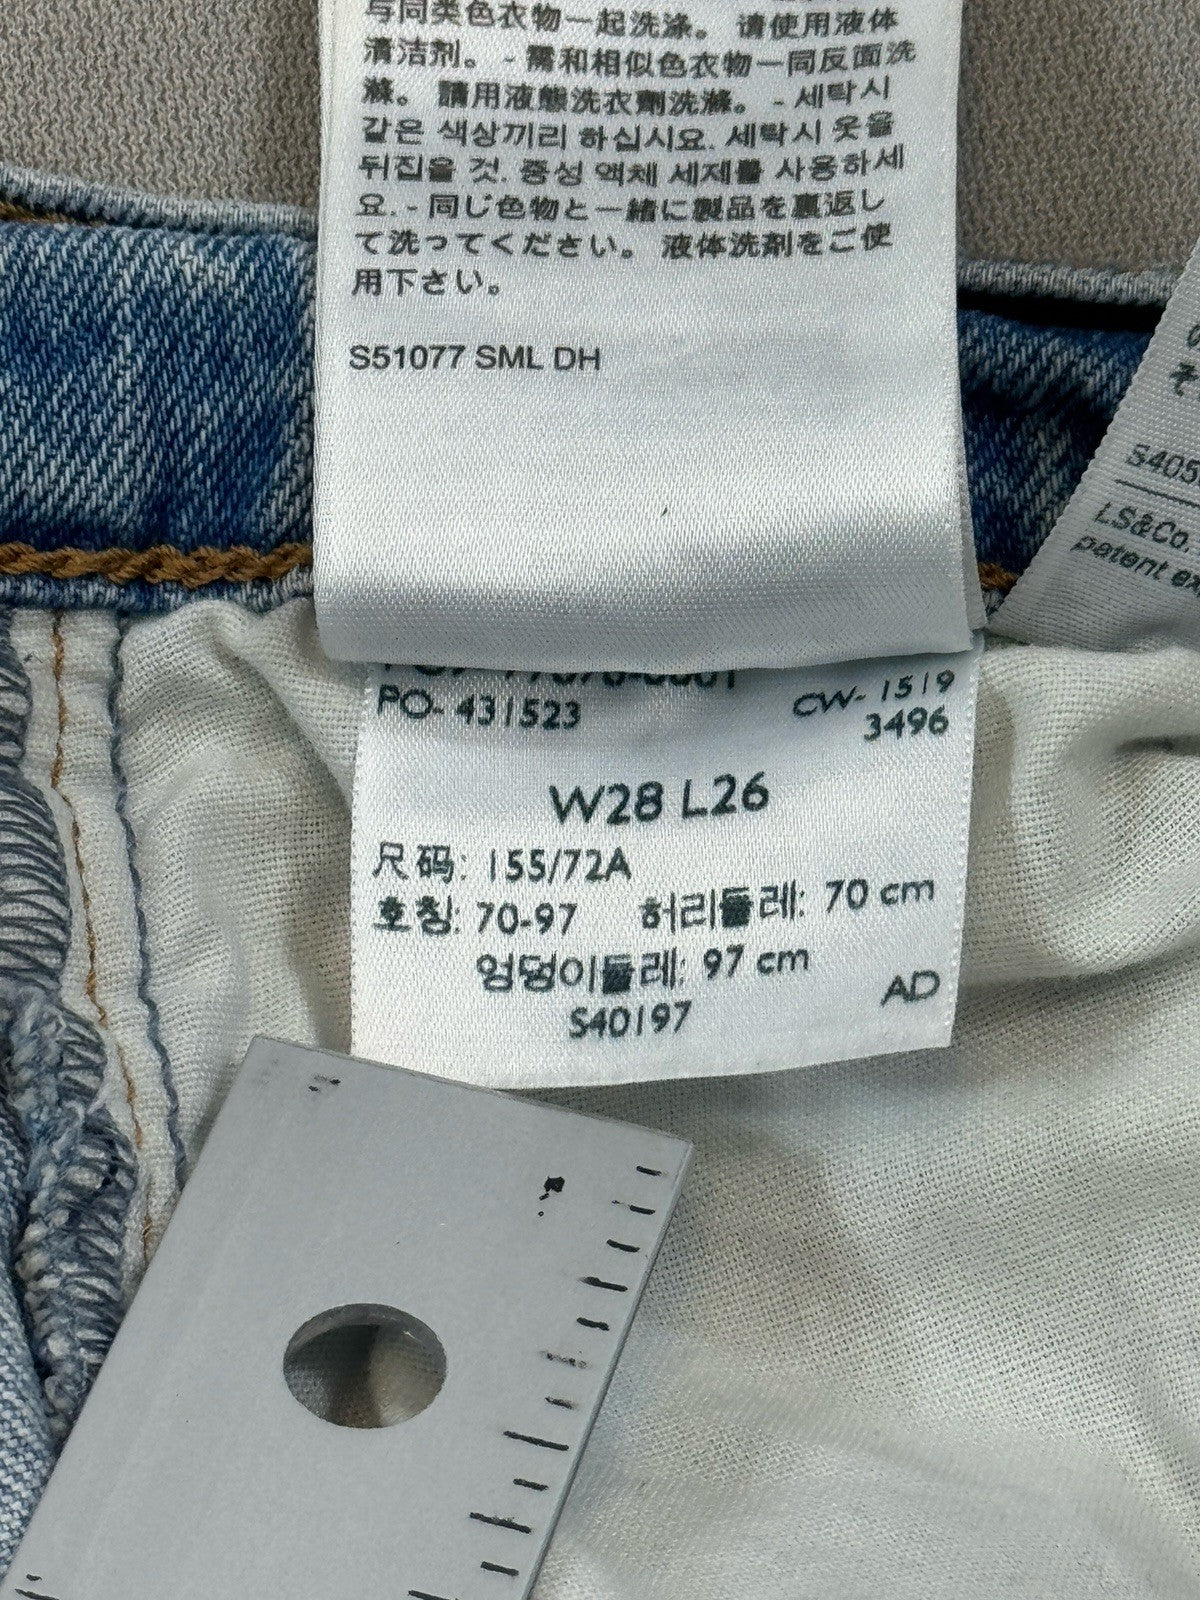 与同类色衣物一起洗涤。请使用液体
清洁剂。 - 需和相似色衣物一同反面洗
滌。請用液態洗衣劑洗滌。 - 세탁시
같은 색상끼리 하십시요. 세탁시 옷을
뒤집을 것. 중성 액체 세제를 사용하세
요. - 同じ色物と一緒に製品を裏返し
て洗ってください。液体洗剤をご使
用下さい。
S51077 SML DH
S405
LS&Co.
patent
PO- 431523
CW- 1519
3496
W28 L26
尺码: 155/72A
호칭: 70-97 허리둘레: 70 cm
엉덩이둘레: 97 cm
AD
S40197